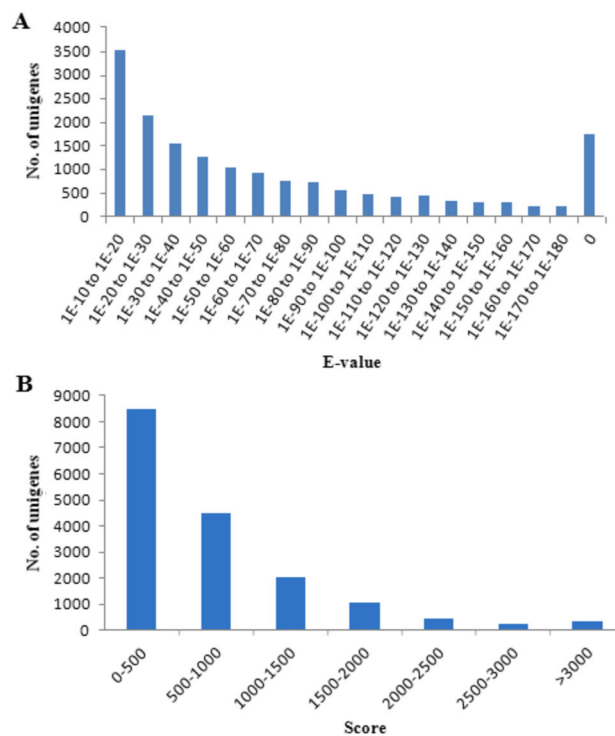 A
4000
3500
3000
2500
2000
1500
1000
500
0
No. of unigenes
1E-10 to 1E-20
1E-20 to 1E-30
1E-30 to 1E-40
1E-40 to 1E-50
1E-50 to 1E-60
1E-60 to 1E-70
1E-70 to 1E-80
1E-80 to 1E-90
1E-90 to 1E-100
1E-100 to 1E-110
1E-110 to 1E-120
1E-120 to 1E-130
1E-130 to 1E-140
1E-140 to 1E-150
1E-150 to 1E-160
1E-160 to 1E-170
1E-170 to 1E-180
0
E-value
B
9000
8000
7000
6000
5000
4000
3000
2000
1000
0
No. of unigenes
0-500
500-1000
1000-1500
1500-2000
2000-2500
2500-3000
>3000
Score